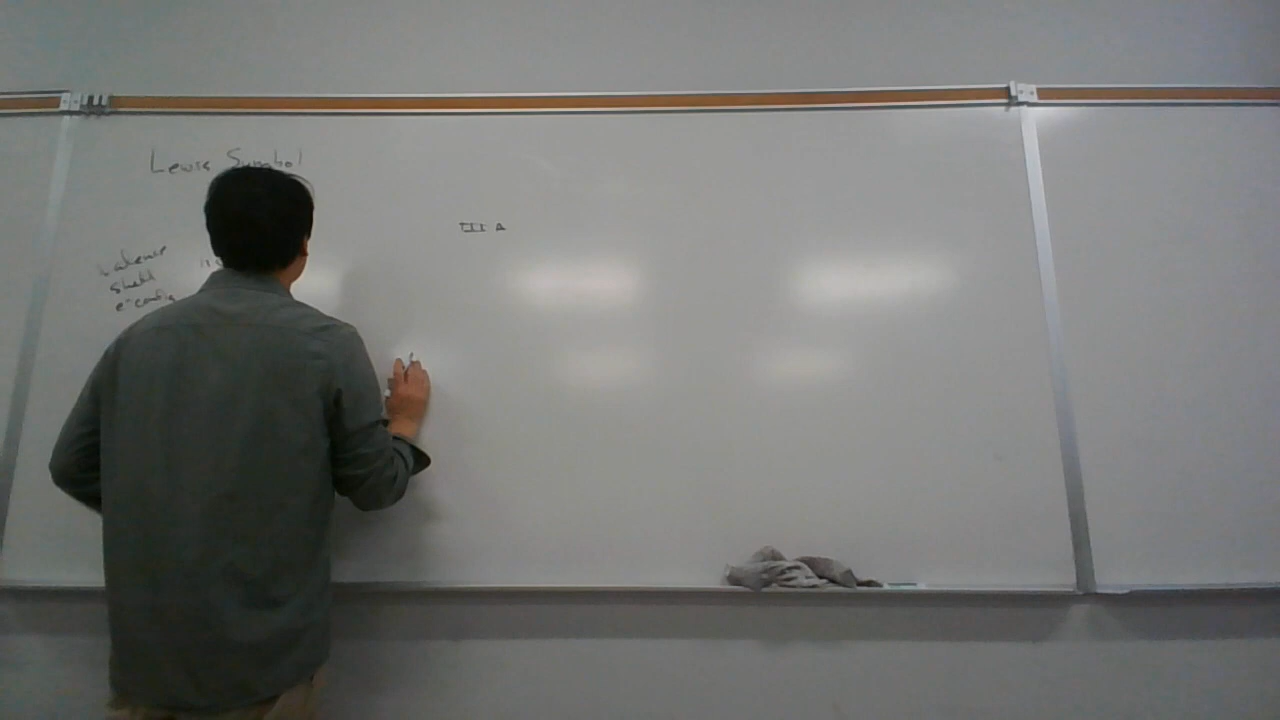 Lewis Symbol
III A
valence
shell
e⁻ config